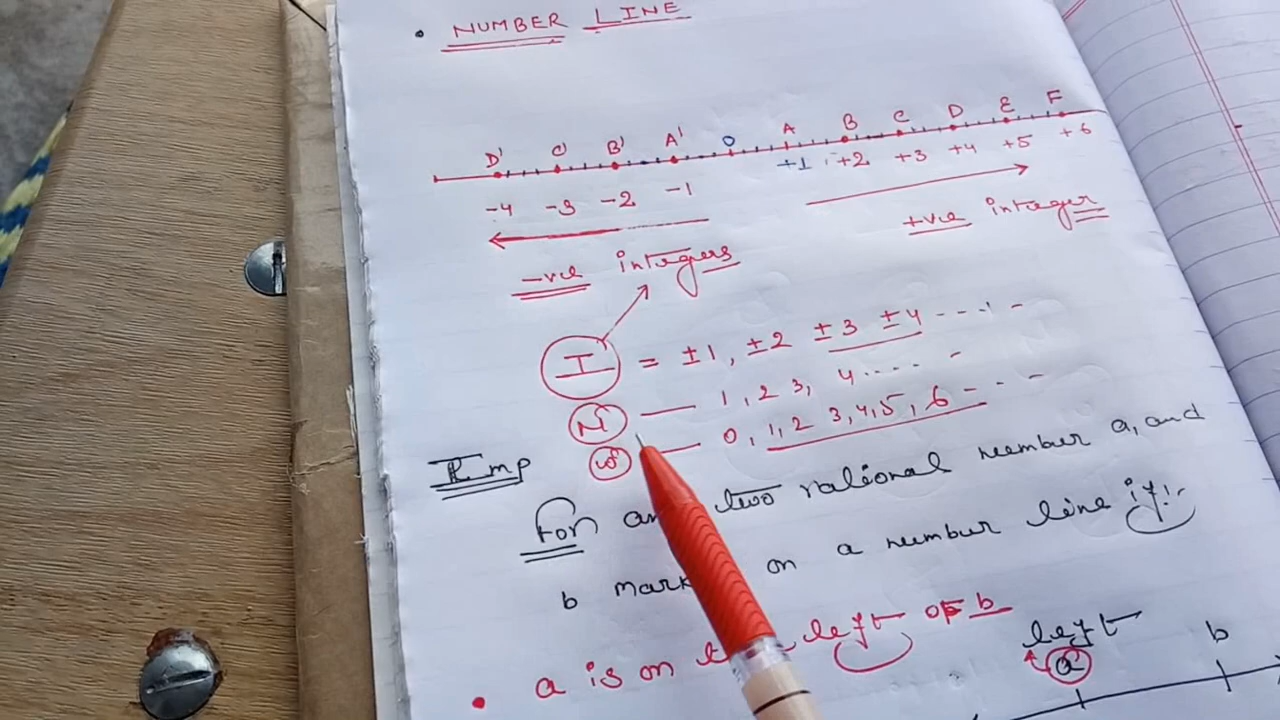 • NUMBER LINE
D' C' B' A' O A B C D E F
-4 -3 -2 -1 +1 +2 +3 +4 +5 +6
-ve integers
+ve integer
I = ±1, ±2 ±3 ±4 ....
N — 1, 2 3, 4 ....
W — 0, 1, 2 3, 4, 5, 6 - - -
Imp
For two rational number a, and
b mark on a number line if:-
• a is on left of b
left
a b